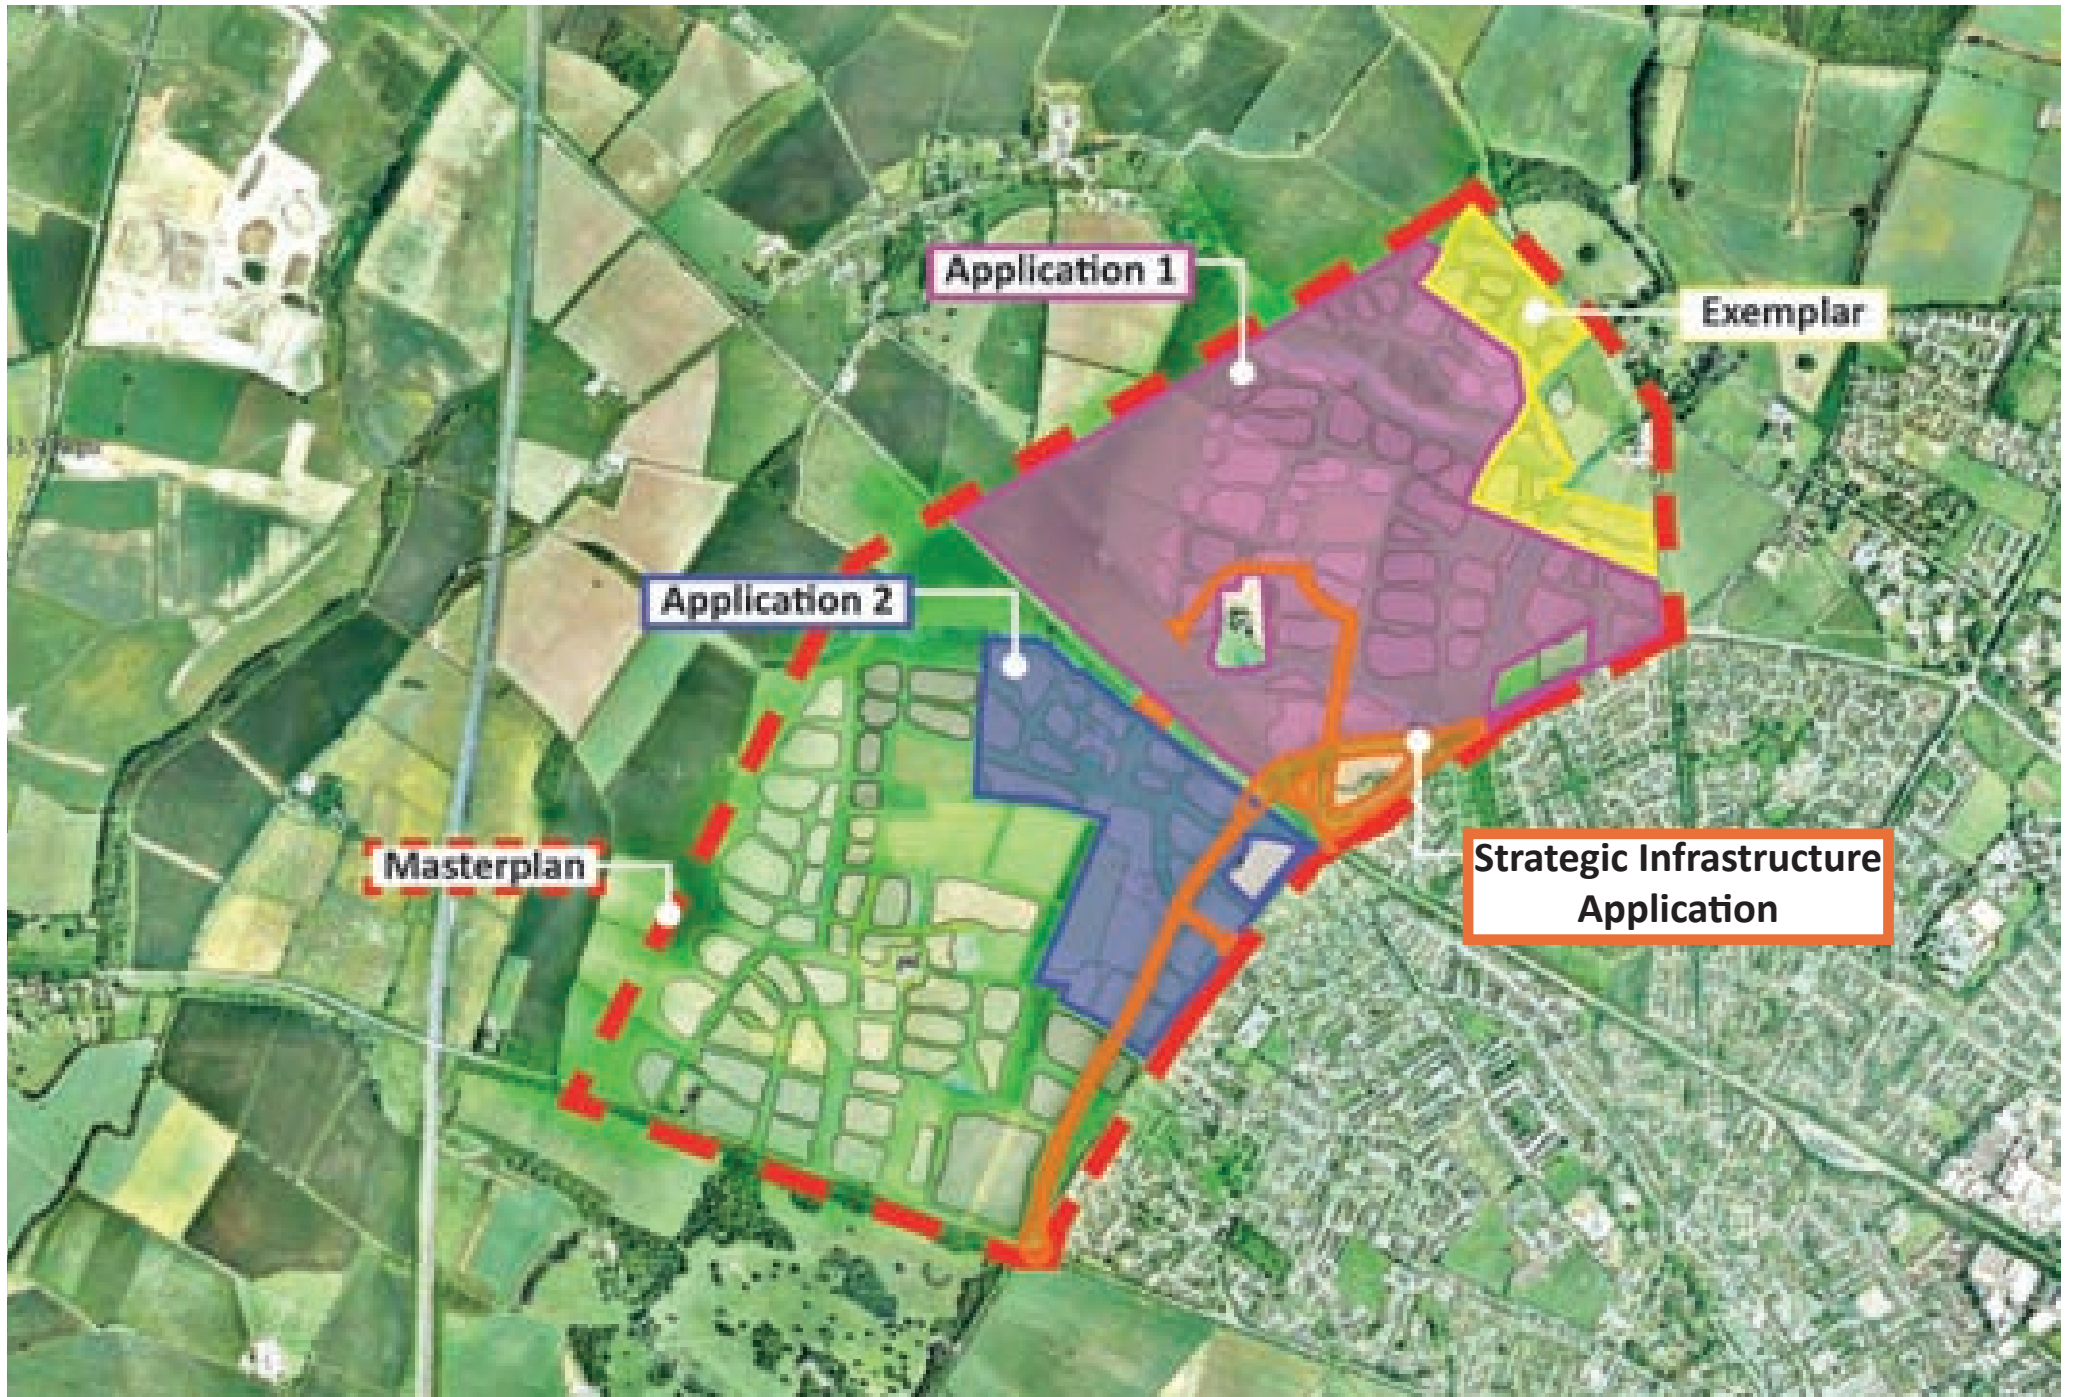 Application 1
Exemplar
Application 2
Masterplan
Strategic Infrastructure
Application